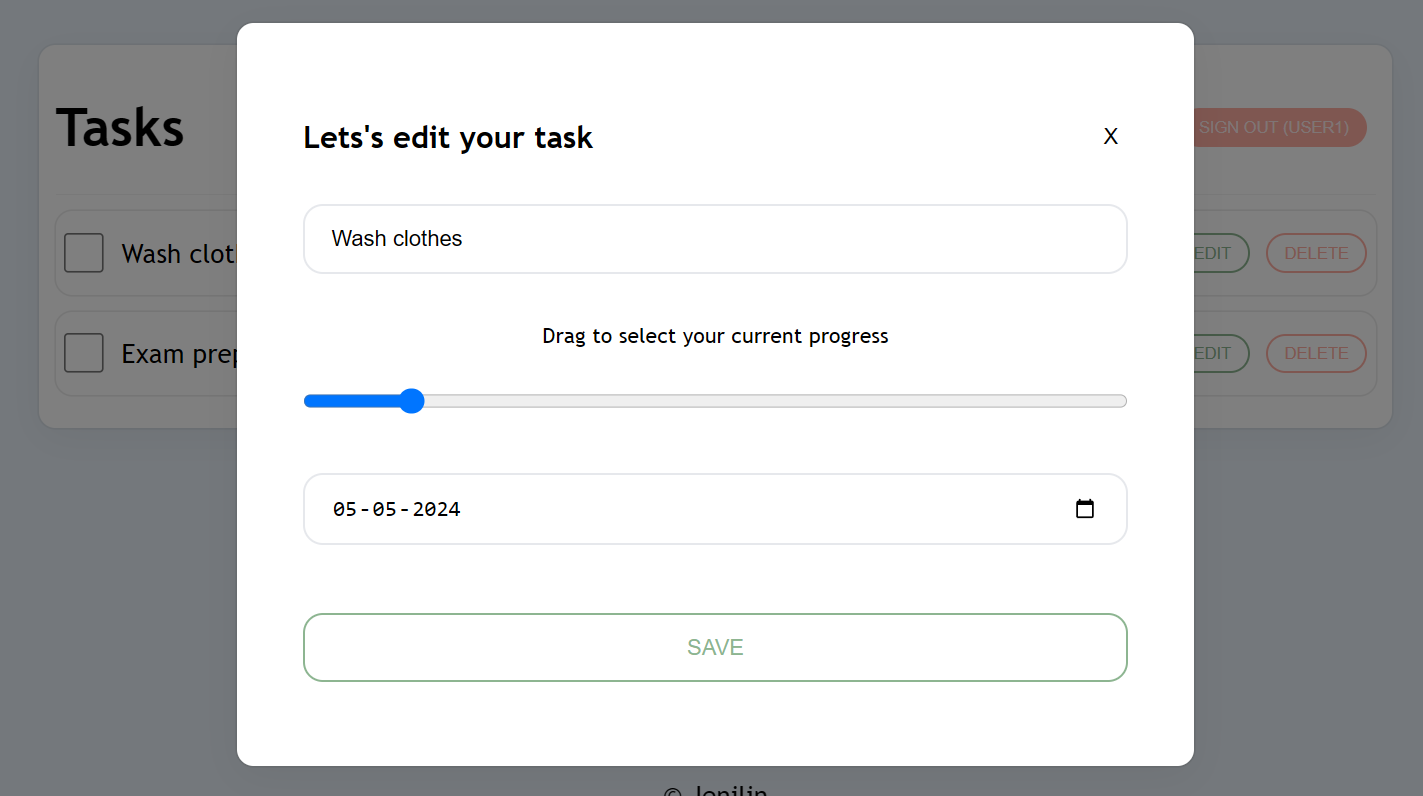 Tasks
Lets's edit your task
X
SIGN OUT (USER1)
Wash clothes
Wash clot
EDIT
DELETE
Drag to select your current progress
Exam prep
EDIT
DELETE
05-05-2024
SAVE
©